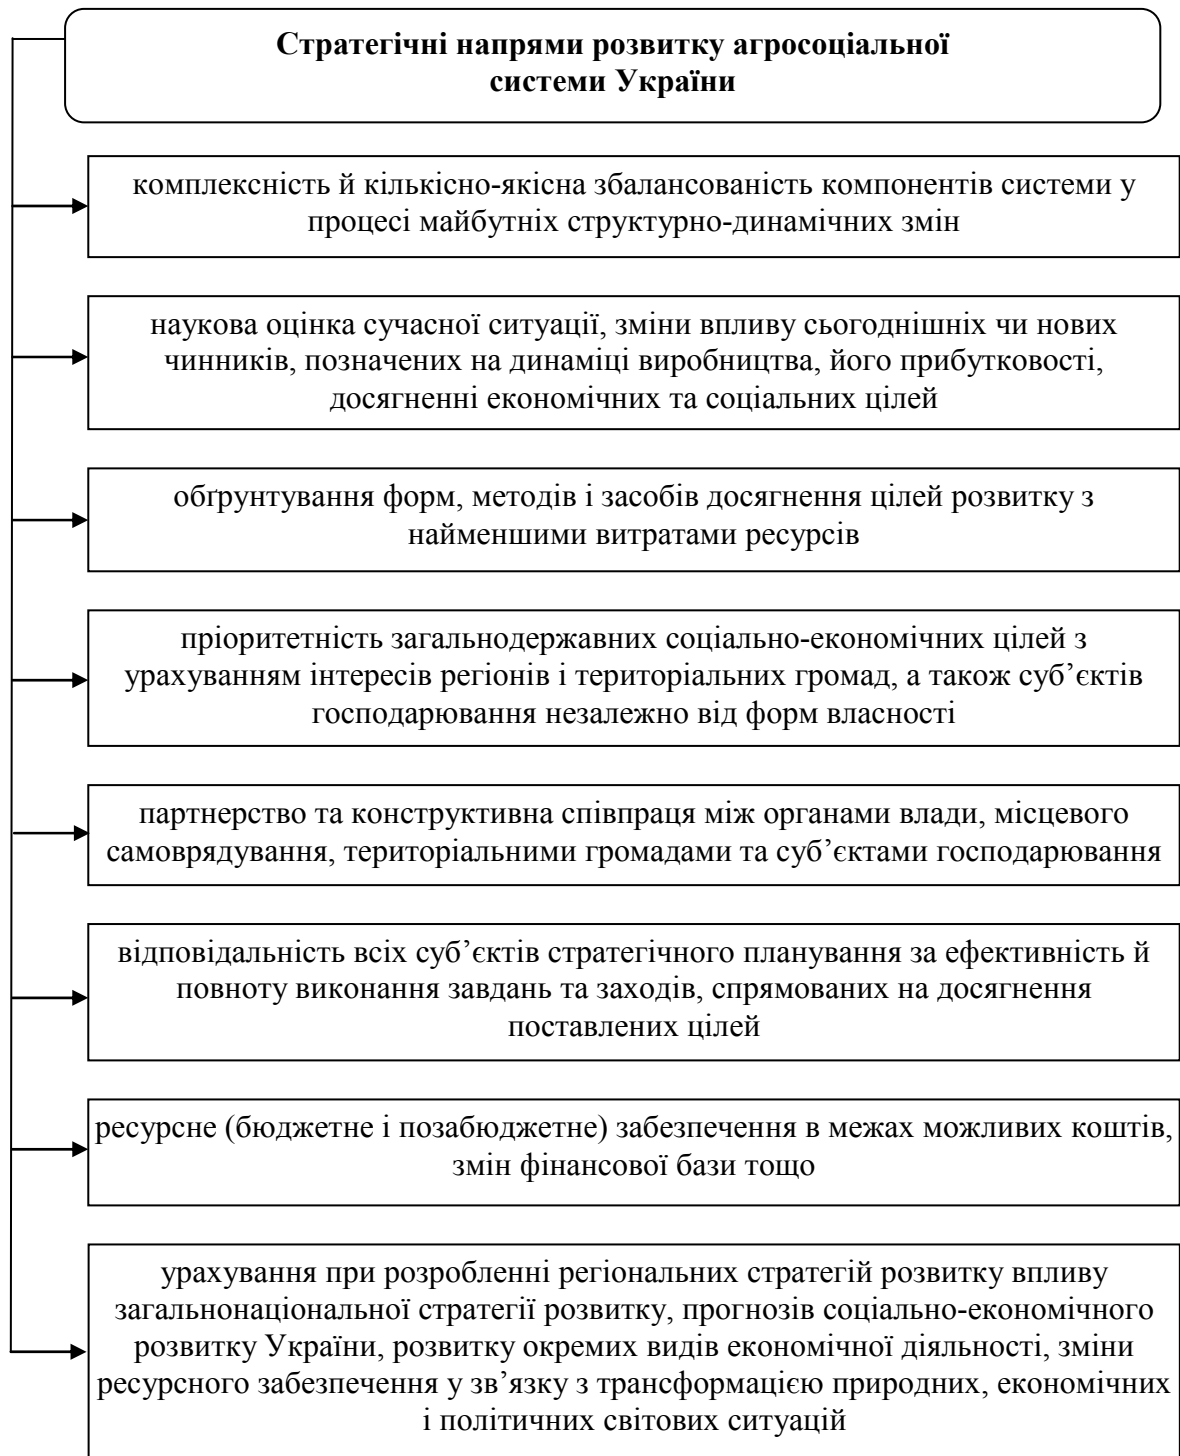 Стратегічні напрями розвитку агросоціальної
системи України
комплексність й кількісно-якісна збалансованість компонентів системи у
процесі майбутніх структурно-динамічних змін
наукова оцінка сучасної ситуації, зміни впливу сьогоднішніх чи нових
чинників, позначених на динаміці виробництва, його прибутковості,
досягненні економічних та соціальних цілей
обґрунтування форм, методів і засобів досягнення цілей розвитку з
найменшими витратами ресурсів
пріоритетність загальнодержавних соціально-економічних цілей з
урахуванням інтересів регіонів і територіальних громад, а також суб’єктів
господарювання незалежно від форм власності
партнерство та конструктивна співпраця між органами влади, місцевого
самоврядування, територіальними громадами та суб’єктами господарювання
відповідальність всіх суб’єктів стратегічного планування за ефективність й
повноту виконання завдань та заходів, спрямованих на досягнення
поставлених цілей
ресурсне (бюджетне і позабюджетне) забезпечення в межах можливих коштів,
змін фінансової бази тощо
урахування при розробленні регіональних стратегій розвитку впливу
загальнонаціональної стратегії розвитку, прогнозів соціально-економічного
розвитку України, розвитку окремих видів економічної діяльності, зміни
ресурсного забезпечення у зв’язку з трансформацією природних, економічних
і політичних світових ситуацій